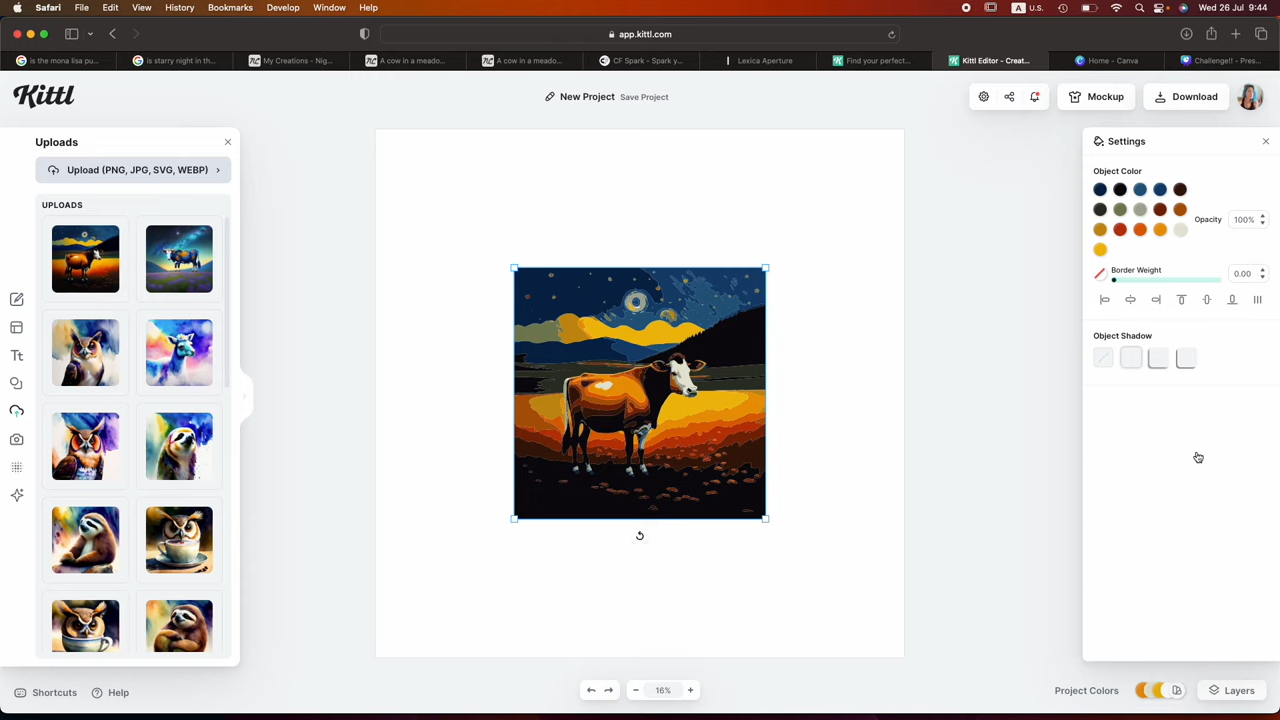 Safari File Edit View History Bookmarks Develop Window Help A U.S. Wed 26 Jul 9:44
app.kittl.com
is the mona lisa pu... is starry night in th... My Creations - Nig... A cow in a meado... A cow in a meado... CF Spark - Spark y... Lexica Aperture Find your perfect... Kittl Editor - Creat... Home - Canva Challenge!! - Pres...
Kittl New Project Save Project Mockup Download
Uploads
Upload (PNG, JPG, SVG, WEBP)
UPLOADS
Settings
Object Color
Opacity 100%
Border Weight 0.00
Object Shadow
Shortcuts Help 16% Project Colors Layers